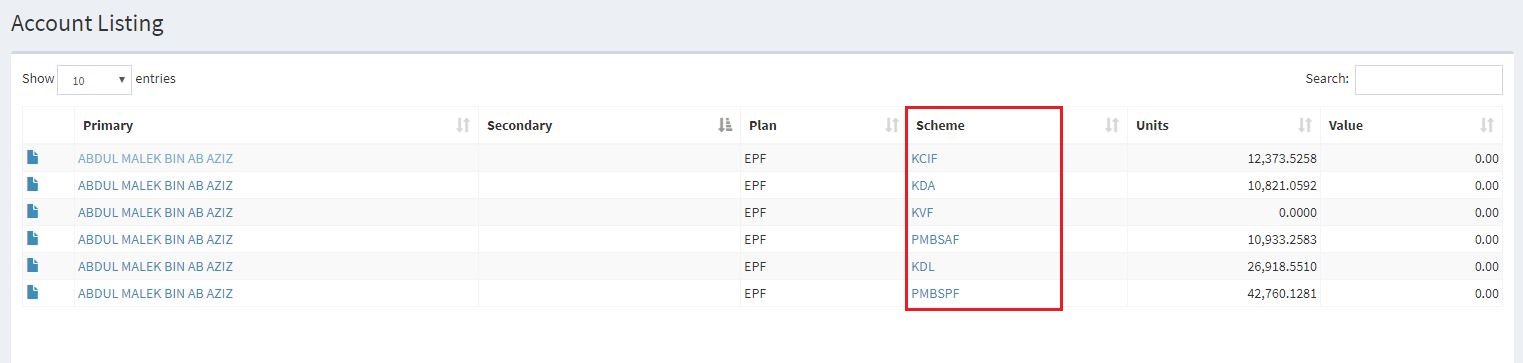 Account Listing
Show 10 entries Search:
Primary Secondary Plan Scheme Units Value
ABDUL MALEK BIN AB AZIZ EPF KCIF 12,373.5258 0.00
ABDUL MALEK BIN AB AZIZ EPF KDA 10,821.0592 0.00
ABDUL MALEK BIN AB AZIZ EPF KVF 0.0000 0.00
ABDUL MALEK BIN AB AZIZ EPF PMBSAF 10,933.2583 0.00
ABDUL MALEK BIN AB AZIZ EPF KDL 26,918.5510 0.00
ABDUL MALEK BIN AB AZIZ EPF PMBSPF 42,760.1281 0.00